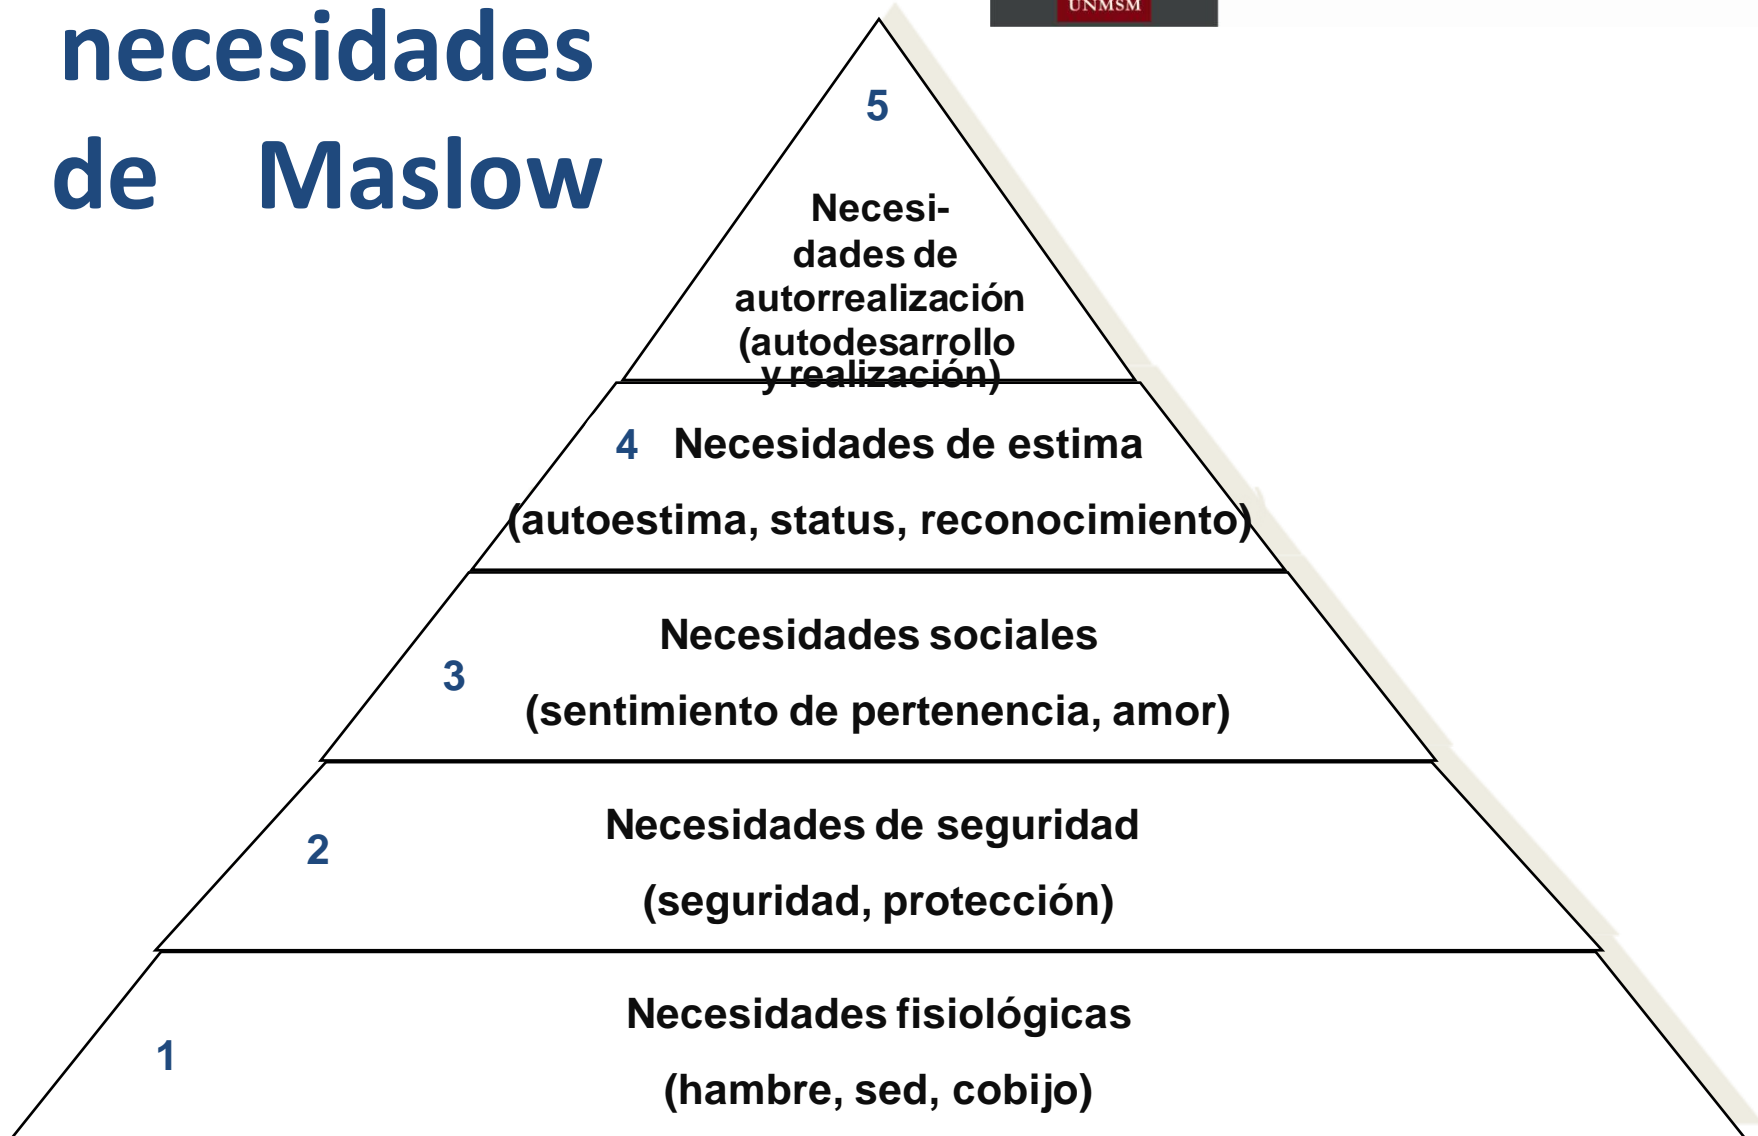 UNMSM
necesidades
de Maslow
5
Necesi-
dades de
autorrealización
(autodesarrollo
y realización)
4 Necesidades de estima
(autoestima, status, reconocimiento)
Necesidades sociales
3
(sentimiento de pertenencia, amor)
Necesidades de seguridad
2
(seguridad, protección)
Necesidades fisiológicas
1
(hambre, sed, cobijo)